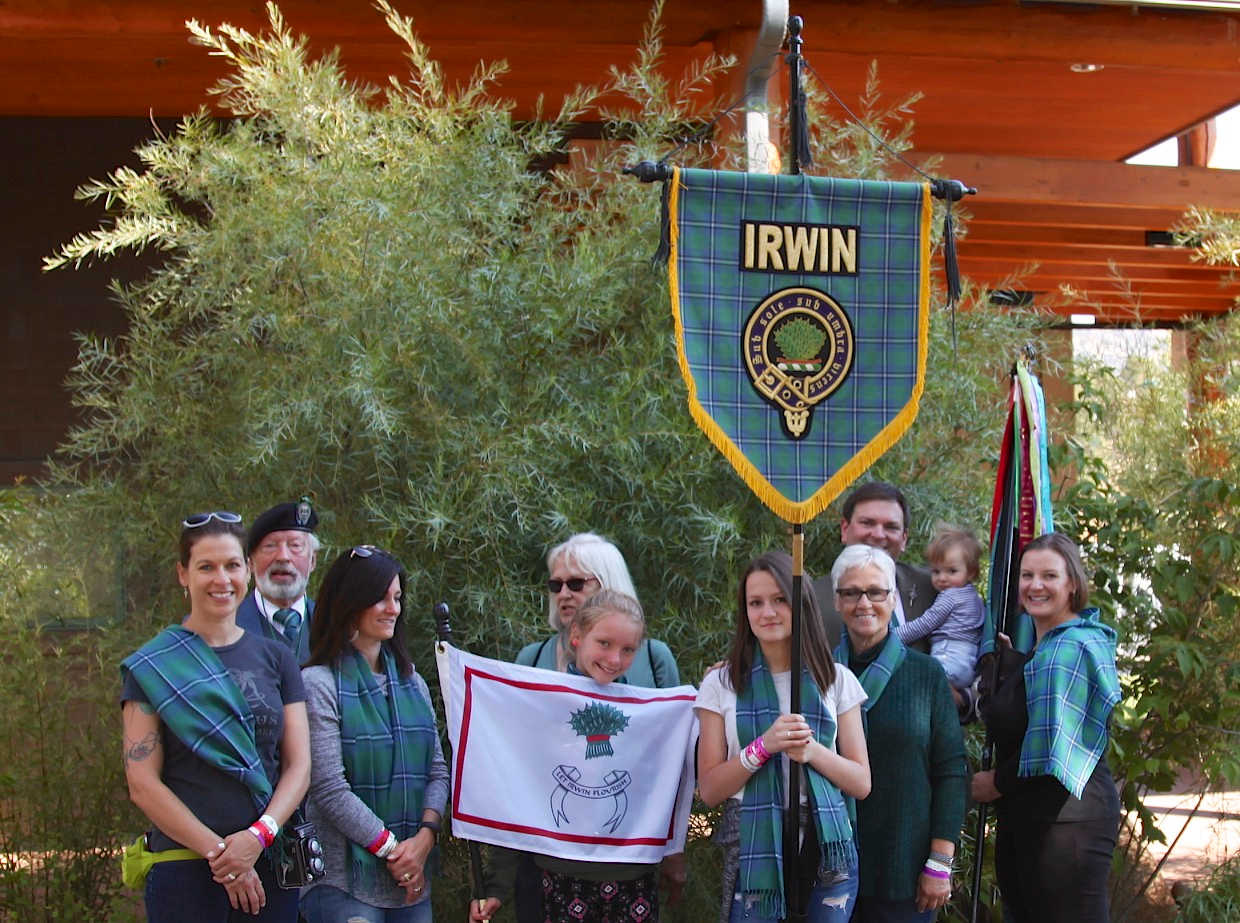 IRWIN
Sub sole sub umbra virens
LET IRWIN FLOURISH